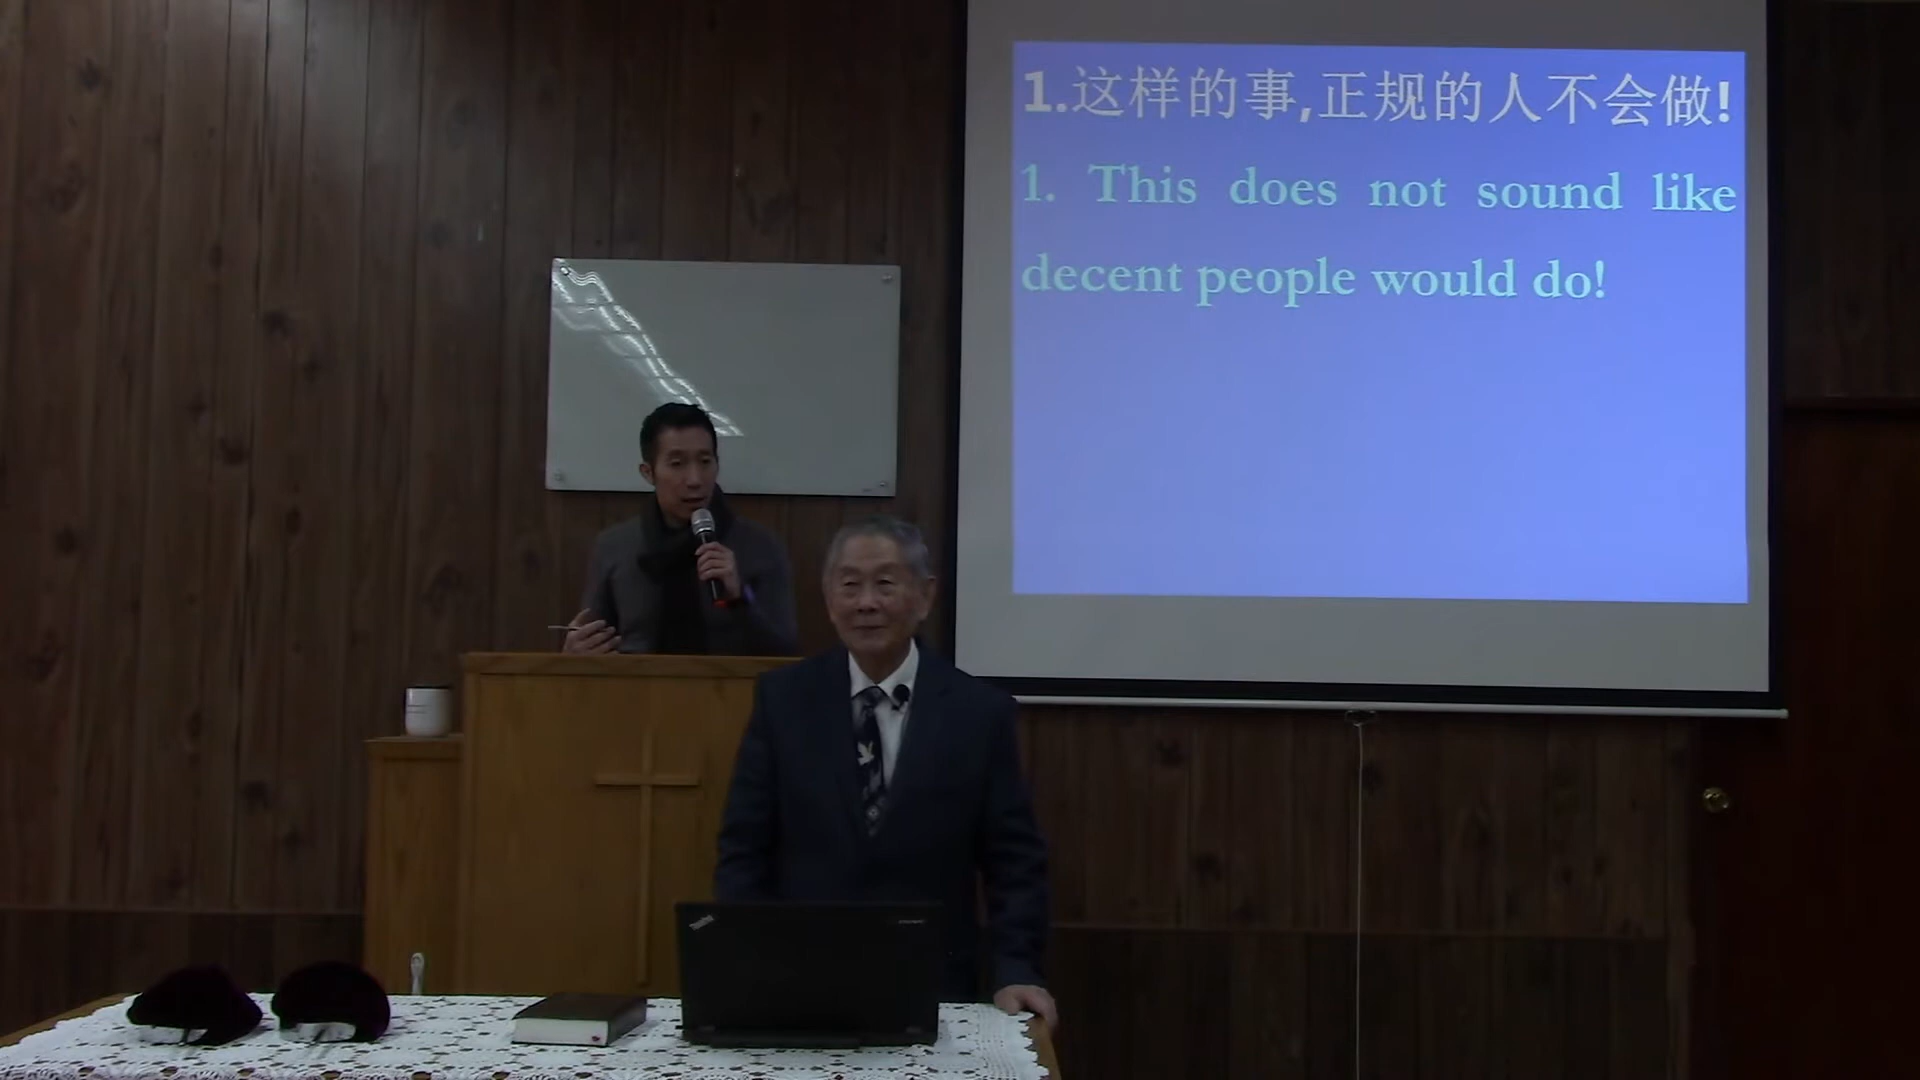 1.这样的事,正规的人不会做!
1. This does not sound like
decent people would do!
ThinkPad